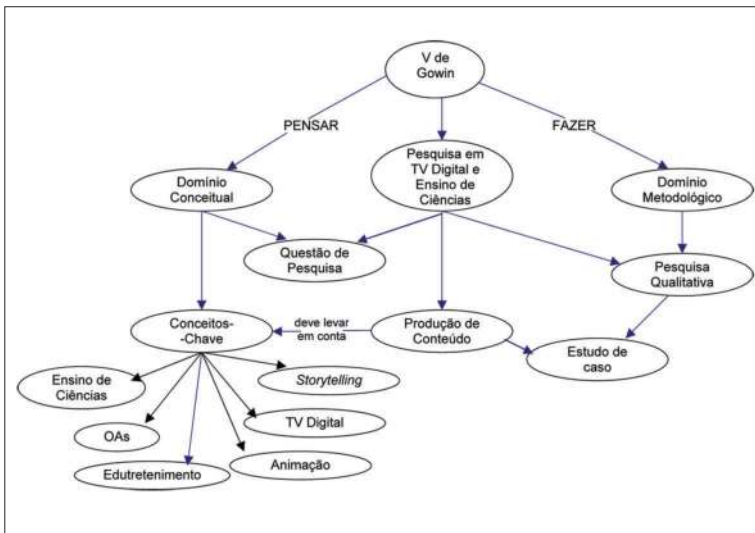 V de
Gowin
PENSAR
FAZER
Pesquisa em
TV Digital e
Ensino de
Ciências
Domínio
Conceitual
Domínio
Metodológico
Questão de
Pesquisa
Pesquisa
Qualitativa
Conceitos-
-Chave
deve levar
em conta
Produção de
Conteúdo
Estudo de
caso
Ensino de
Ciências
Storytelling
OAs
TV Digital
Edutretenimento
Animação